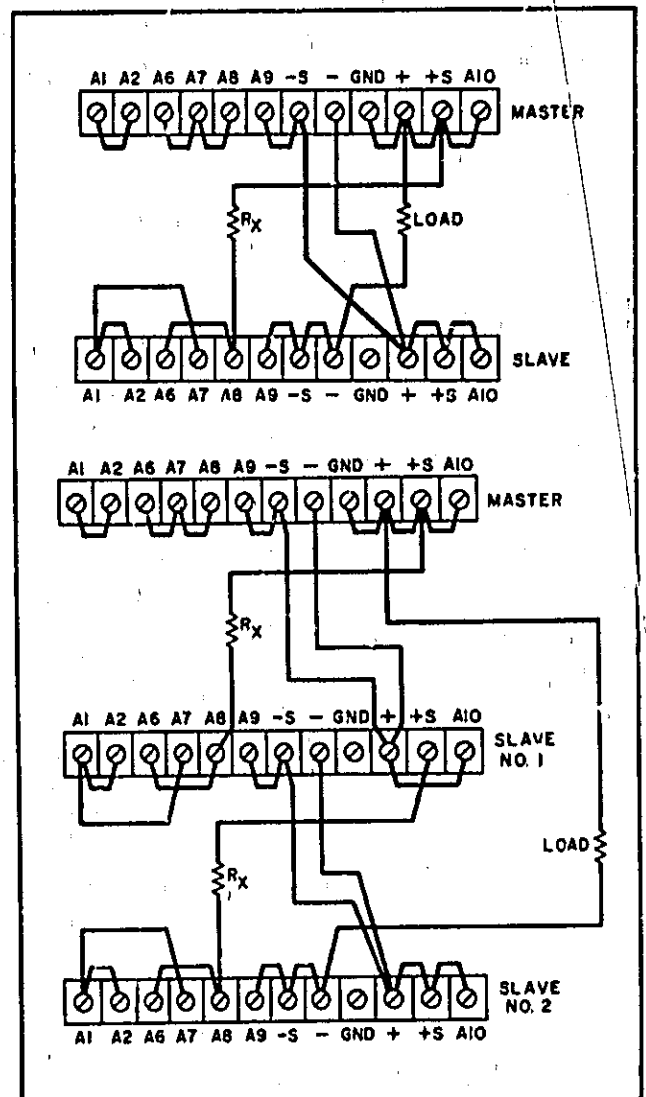 A1 A2 A6 A7 A8 A9 -S - GND + +S A10
MASTER
RX
LOAD
SLAVE
A1 A2 A6 A7 A8 A9 -S - GND + +S A10
A1 A2 A6 A7 A8 A9 -S - GND + +S A10
MASTER
RX
A1 A2 A6 A7 A8 A9 -S - GND + +S A10
SLAVE
NO. 1
LOAD
RX
SLAVE
NO. 2
A1 A2 A6 A7 A8 A9 -S - GND + +S A10